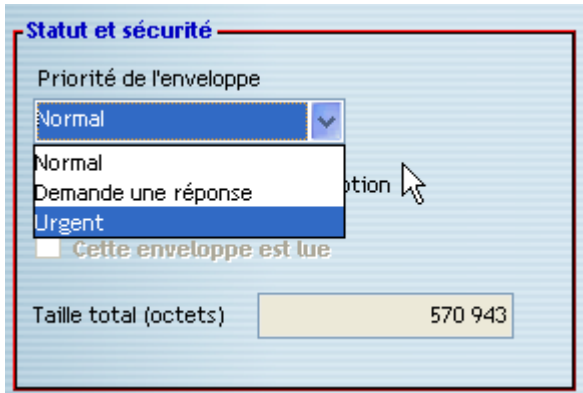 Statut et sécurité
Priorité de l'enveloppe
Normal
Normal
Demande une réponse
Urgent
Cette enveloppe est lue
Taille total (octets)
570 943